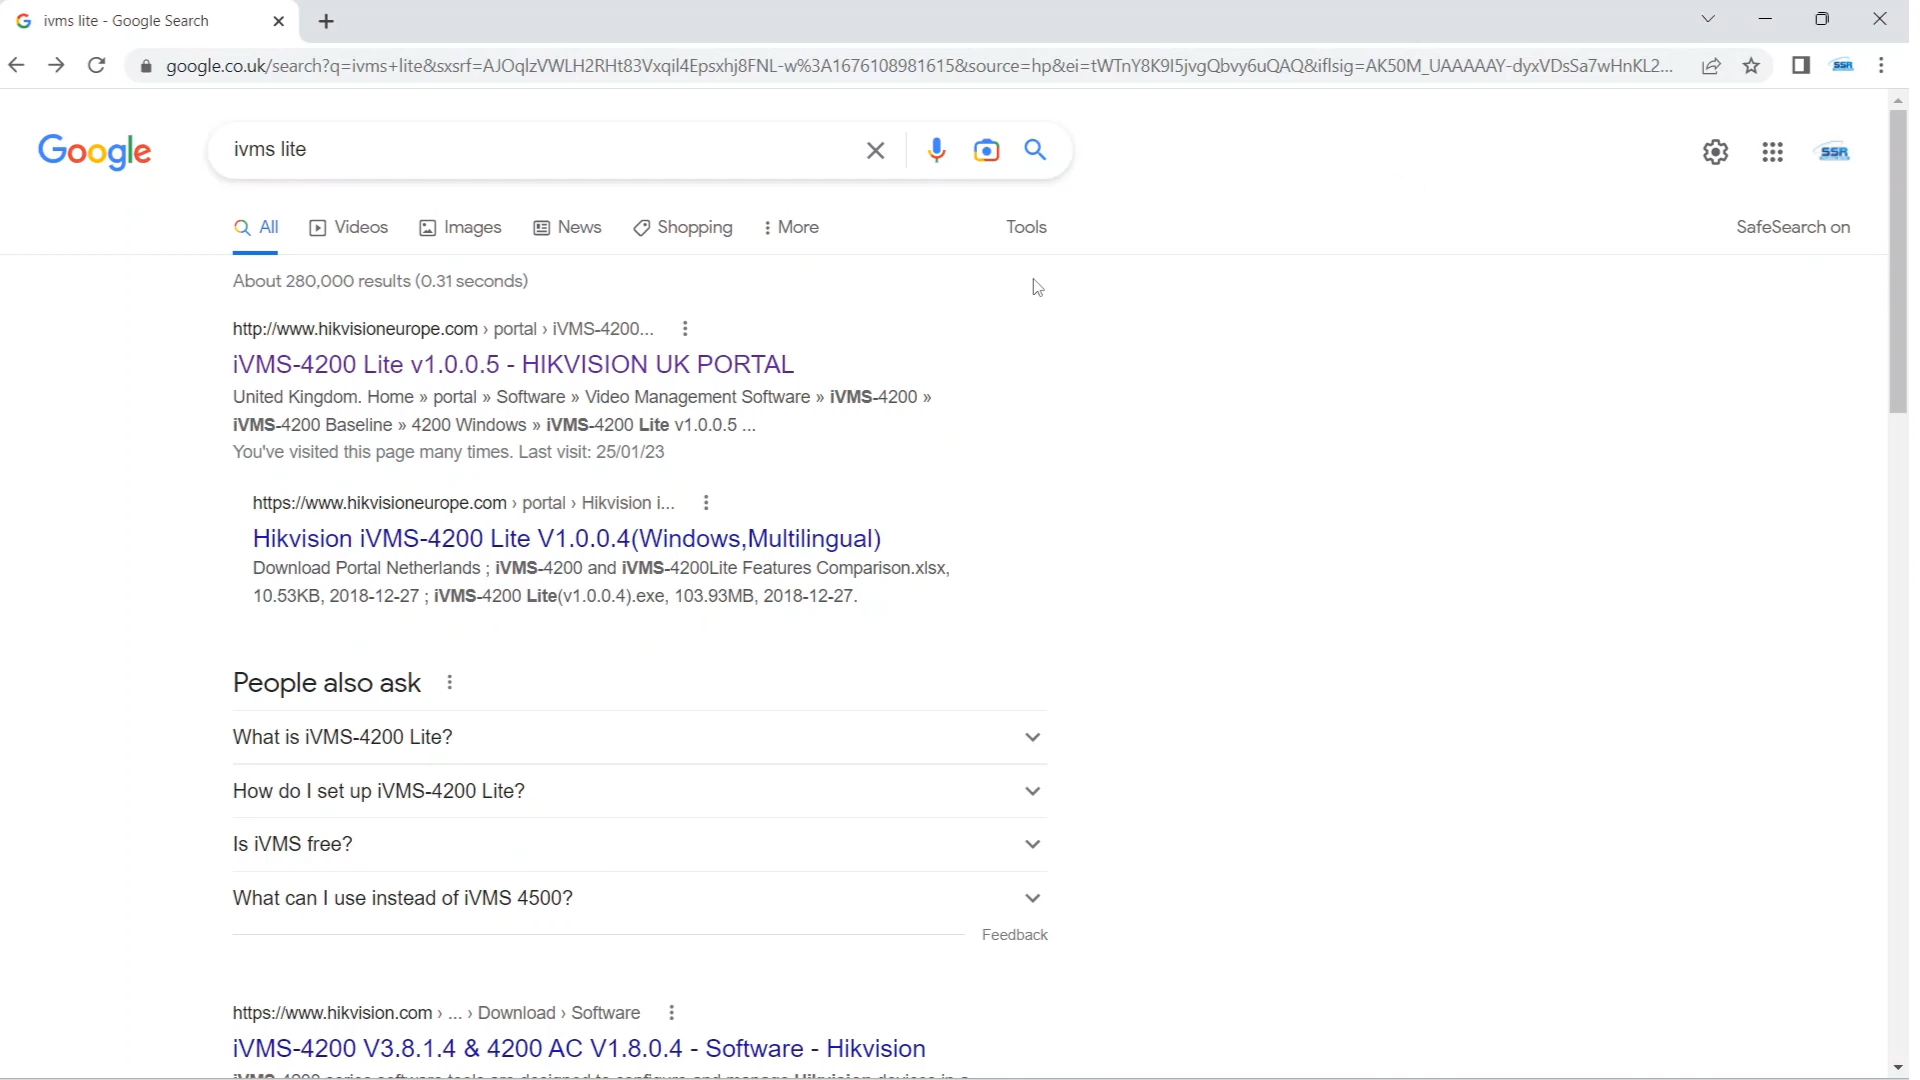 ivms lite - Google Search
google.co.uk/search?q=ivms+lite&sxsrf=AJOqlzVWLH2RHt83Vxqil4Epsxhj8FNL-w%3A1676108981615&source=hp&ei=tWTnY8K9I5jvgQbvy6uQAQ&iflsig=AK50M_UAAAAAY-dyxVDsSa7wHnKL2...
SSR
Google
ivms lite
SSR
All Videos Images News Shopping More Tools SafeSearch on
About 280,000 results (0.31 seconds)
http://www.hikvisioneurope.com › portal › iVMS-4200...
iVMS-4200 Lite v1.0.0.5 - HIKVISION UK PORTAL
United Kingdom. Home » portal » Software » Video Management Software » iVMS-4200 »
iVMS-4200 Baseline » 4200 Windows » iVMS-4200 Lite v1.0.0.5 ...
You've visited this page many times. Last visit: 25/01/23
https://www.hikvisioneurope.com › portal › Hikvision i...
Hikvision iVMS-4200 Lite V1.0.0.4(Windows,Multilingual)
Download Portal Netherlands ; iVMS-4200 and iVMS-4200Lite Features Comparison.xlsx,
10.53KB, 2018-12-27 ; iVMS-4200 Lite(v1.0.0.4).exe, 103.93MB, 2018-12-27.
People also ask
What is iVMS-4200 Lite?
How do I set up iVMS-4200 Lite?
Is iVMS free?
What can I use instead of iVMS 4500?
Feedback
https://www.hikvision.com › ... › Download › Software
iVMS-4200 V3.8.1.4 & 4200 AC V1.8.0.4 - Software - Hikvision